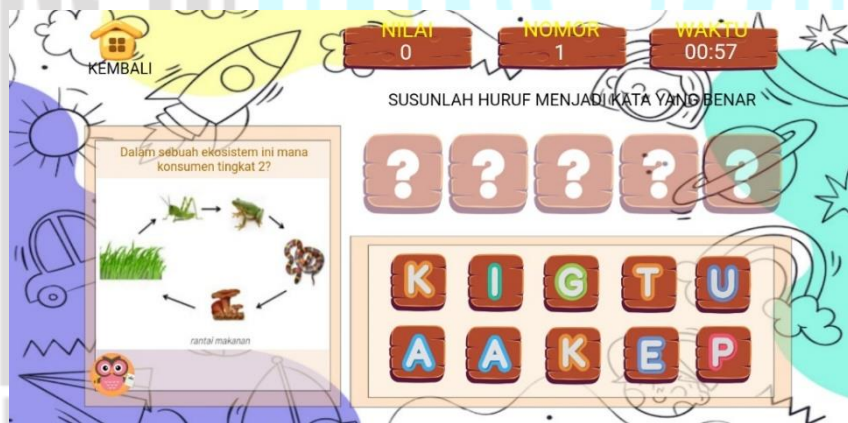 NILAI
0
NOMOR
1
WAKTU
00:57
KEMBALI
SUSUNLAH HURUF MENJADI KATA YANG BENAR
Dalam sebuah ekosistem ini mana
konsumen tingkat 2?
rantai makanan
? ? ? ? ?
K I G T U
A A K E P